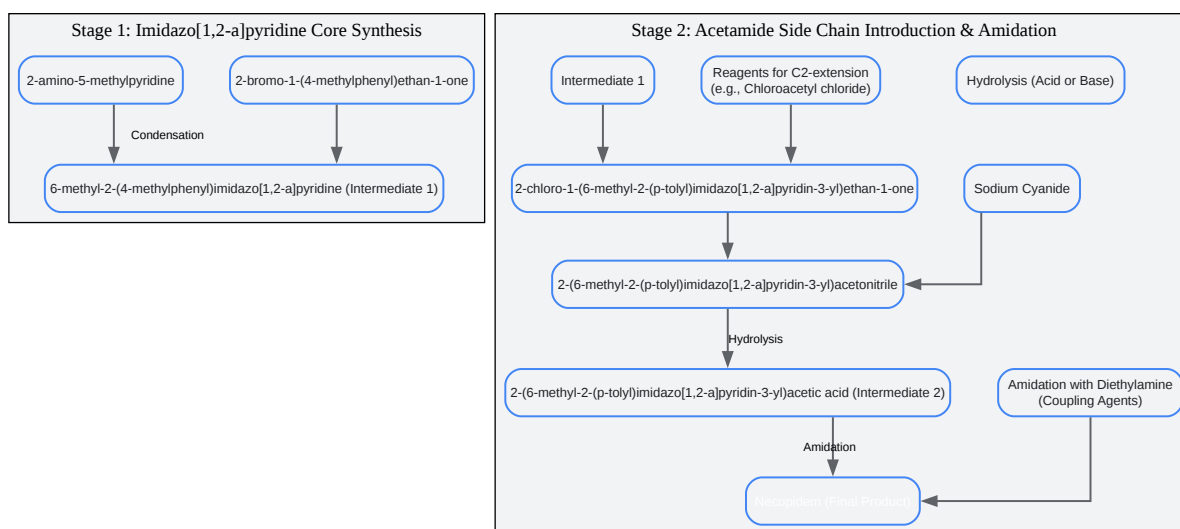 Stage 1: Imidazo[1,2-a]pyridine Core Synthesis
2-amino-5-methylpyridine
2-bromo-1-(4-methylphenyl)ethan-1-one
Condensation
6-methyl-2-(4-methylphenyl)imidazo[1,2-a]pyridine (Intermediate 1)
Stage 2: Acetamide Side Chain Introduction & Amidation
Intermediate 1
Reagents for C2-extension
(e.g., Chloroacetyl chloride)
Hydrolysis (Acid or Base)
2-chloro-1-(6-methyl-2-(p-tolyl)imidazo[1,2-a]pyridin-3-yl)ethan-1-one
Sodium Cyanide
2-(6-methyl-2-(p-tolyl)imidazo[1,2-a]pyridin-3-yl)acetonitrile
Hydrolysis
2-(6-methyl-2-(p-tolyl)imidazo[1,2-a]pyridin-3-yl)acetic acid (Intermediate 2)
Amidation with Diethylamine
(Coupling Agents)
Amidation
Necopidem (Final Product)